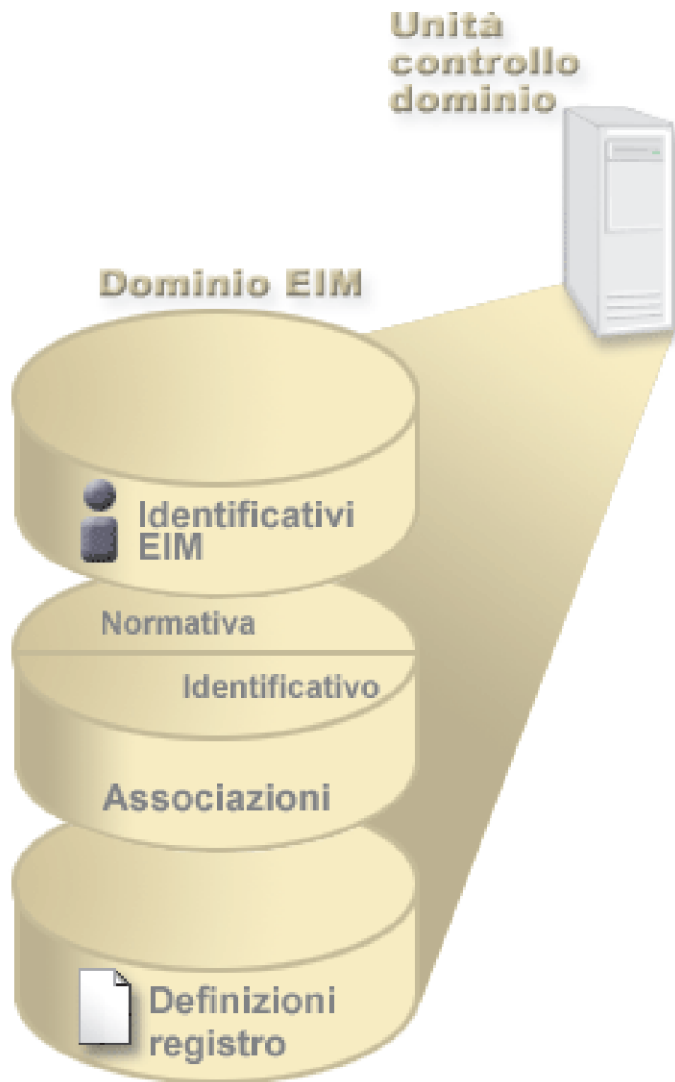 Unità
controllo
dominio
Dominio EIM
Identificativi
EIM
Normativa
Identificativo
Associazioni
Definizioni
registro